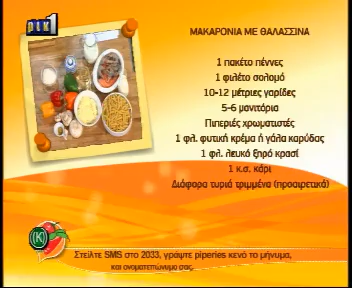 ΡΙΚ1
ΜΑΚΑΡΟΝΙΑ ΜΕ ΘΑΛΑΣΣΙΝΑ
1 πακέτο πέννες
1 φιλέτο σολομό
10-12 μέτριες γαρίδες
5-6 μανιτάρια
Πιπεριές χρωματιστές
1 φλ. φυτική κρέμα ή γάλα καρύδας
1 φλ. λευκό ξηρό κρασί
1 κ.σ. κάρι
Διάφορα τυριά τριμμένα (προαιρετικά)
(Κ)
Στείλτε SMS στο 2033, γράψτε piperies κενό το μήνυμα,
και ονοματεπώνυμο σας.